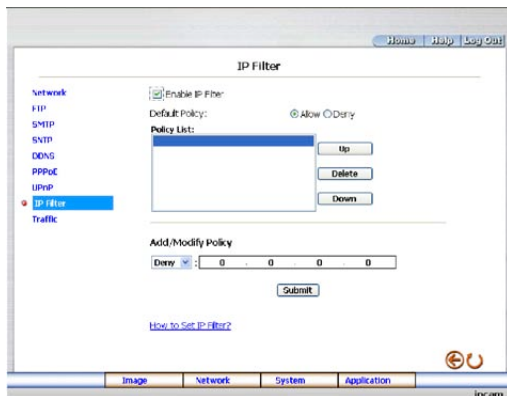 Home Help Log Out
IP Filter
Network
FTP
SMTP
SNTP
DDNS
PPPoE
UPnP
IP Filter
Traffic
Enable IP Filter
Default Policy: Allow Deny
Policy List:
Up
Delete
Down
Add/Modify Policy
Deny : 0 . 0 . 0 . 0
Submit
How to Set IP Filter?
Image Network System Application
ipcam